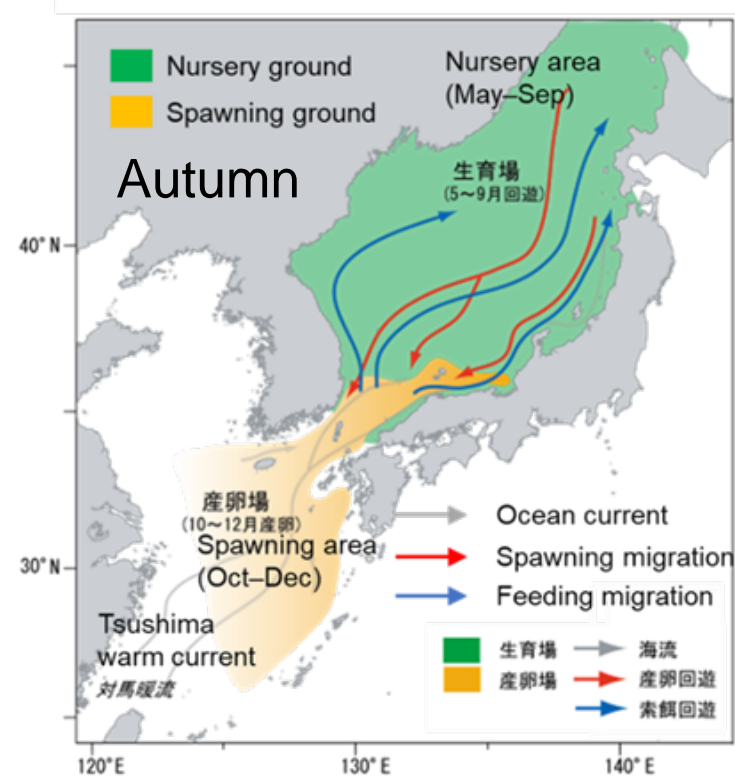 Nursery ground
Spawning ground
Autumn
Nursery area
(May–Sep)
生育場
(5～9月回遊)
40°N
30°N
産卵場
(10～12月産卵)
Spawning area
(Oct–Dec)
Tsushima
warm current
対馬暖流
Ocean current
Spawning migration
Feeding migration
生育場
海流
産卵場
産卵回遊
索餌回遊
120°E
130°E
140°E